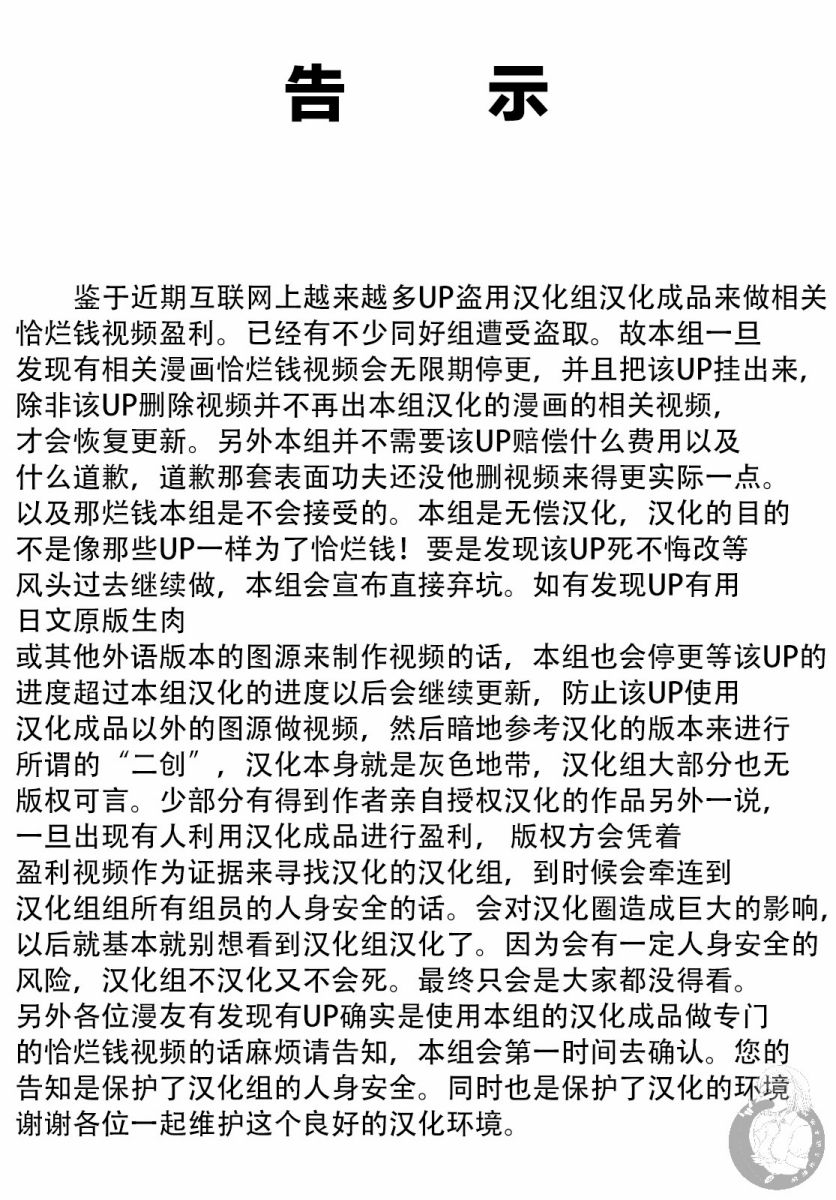 告 示
鉴于近期互联网上越来越多UP盗用汉化组汉化成品来做相关
恰烂钱视频盈利。已经有不少同好组遭受盗取。故本组一旦
发现有相关漫画恰烂钱视频会无限期停更，并且把该UP挂出来，
除非该UP删除视频并不再出本组汉化的漫画的相关视频，
才会恢复更新。另外本组并不需要该UP赔偿什么费用以及
什么道歉，道歉那套表面功夫还没他删视频来得更实际一点。
以及那烂钱本组是不会接受的。本组是无偿汉化，汉化的目的
不是像那些UP一样为了恰烂钱！要是发现该UP死不悔改等
风头过去继续做，本组会宣布直接弃坑。如有发现UP有用
日文原版生肉
或其他外语版本的图源来制作视频的话，本组也会停更等该UP的
进度超过本组汉化的进度以后会继续更新，防止该UP使用
汉化成品以外的图源做视频，然后暗地参考汉化的版本来进行
所谓的“二创”，汉化本身就是灰色地带，汉化组大部分也无
版权可言。少部分有得到作者亲自授权汉化的作品另外一说，
一旦出现有人利用汉化成品进行盈利， 版权方会凭着
盈利视频作为证据来寻找汉化的汉化组，到时候会牵连到
汉化组组所有组员的人身安全的话。会对汉化圈造成巨大的影响，
以后就基本就别想看到汉化组汉化了。因为会有一定人身安全的
风险，汉化组不汉化又不会死。最终只会是大家都没得看。
另外各位漫友有发现有UP确实是使用本组的汉化成品做专门
的恰烂钱视频的话麻烦请告知，本组会第一时间去确认。您的
告知是保护了汉化组的人身安全。同时也是保护了汉化的环境
谢谢各位一起维护这个良好的汉化环境。